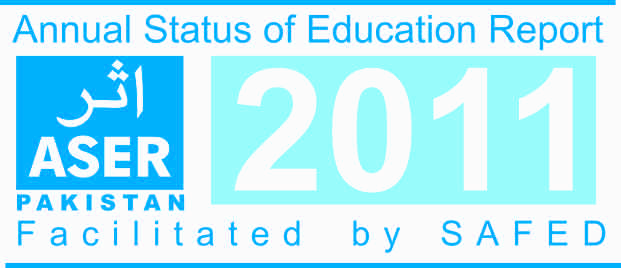 Annual Status of Education Report
اثر
ASER
PAKISTAN
2011
Facilitated by SAFED